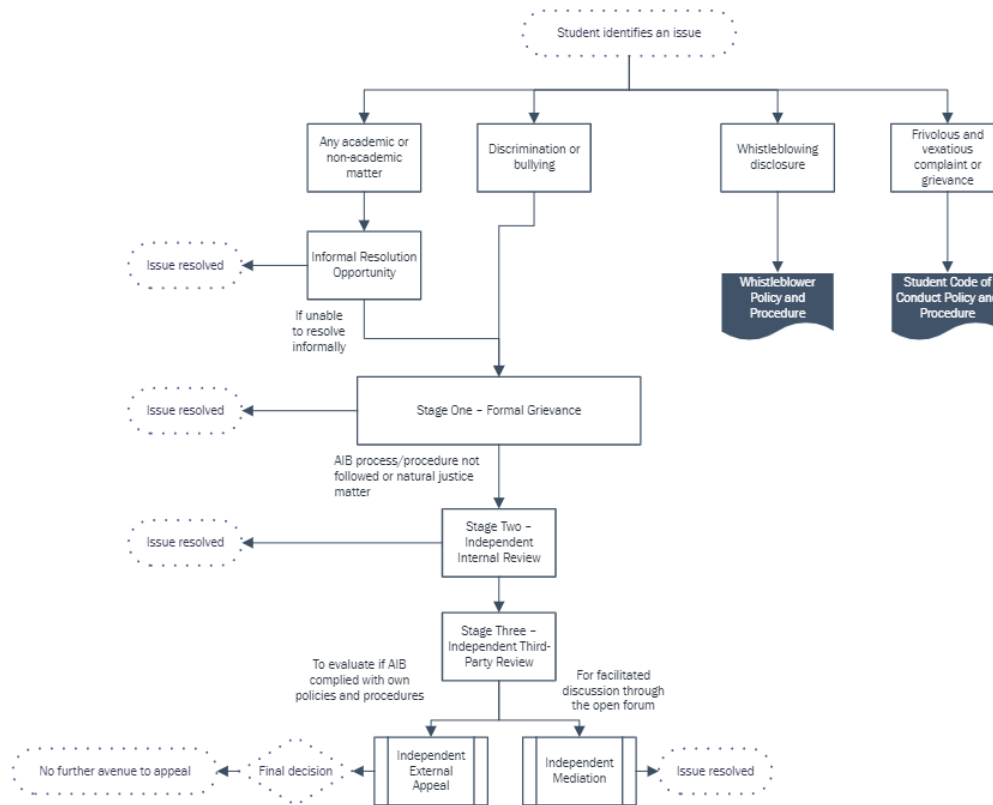 Student identifies an issue
Any academic or
non-academic
matter
Discrimination or
bullying
Whistleblowing
disclosure
Frivolous and
vexatious
complaint or
grievance
Issue resolved
Informal Resolution
Opportunity
Whistleblower
Policy and
Procedure
Student Code of
Conduct Policy and
Procedure
If unable
to resolve
informally
Issue resolved
Stage One – Formal Grievance
AIB process/procedure not
followed or natural justice
matter
Issue resolved
Stage Two –
Independent
Internal Review
Stage Three –
Independent Third-
Party Review
To evaluate if AIB
complied with own
policies and procedures
For facilitated
discussion through
the open forum
No further avenue to appeal
Final decision
Independent
External
Appeal
Independent
Mediation
Issue resolved